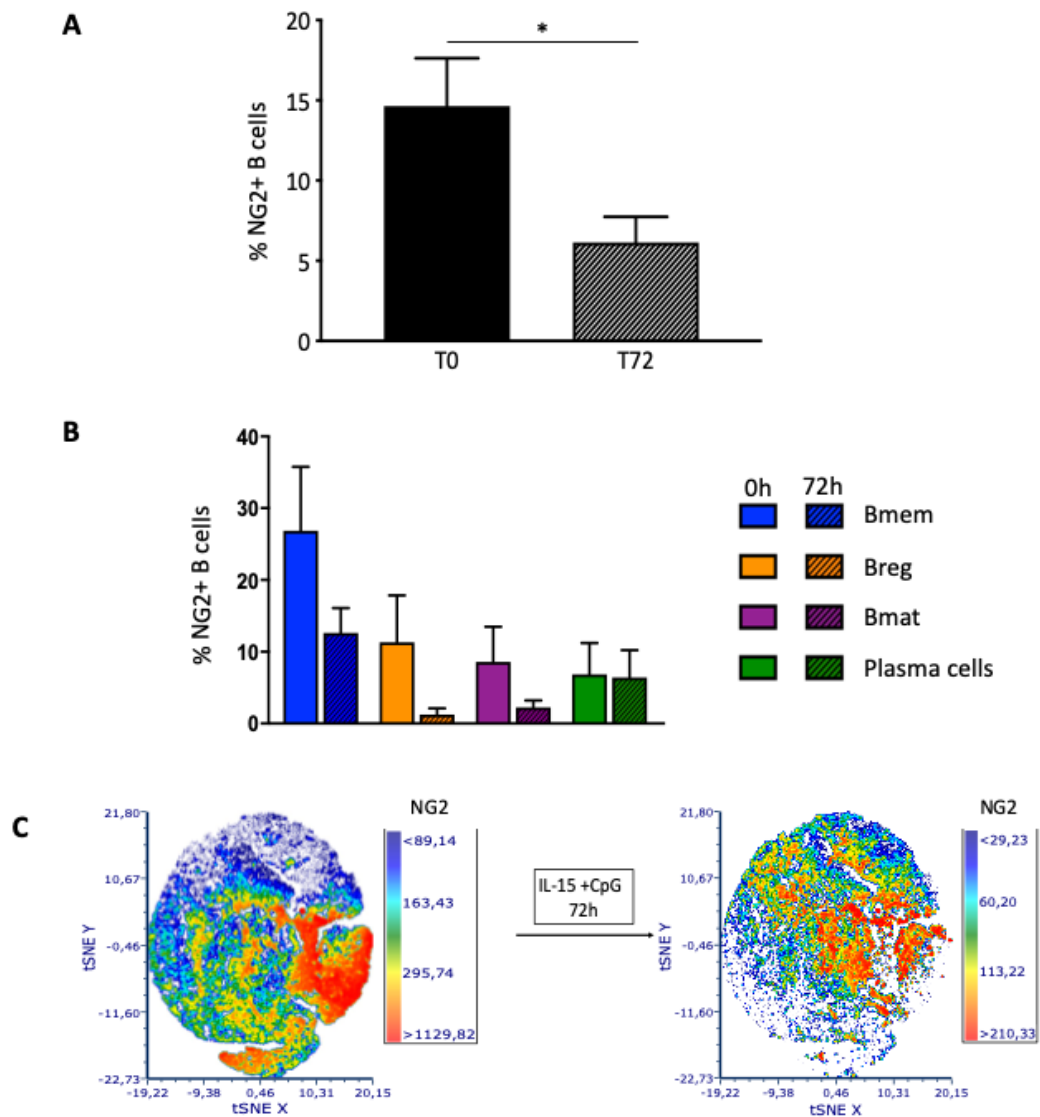 A
*
20
15
10
5
0
% NG2+ B cells
T0
T72
B
40
30
20
10
0
% NG2+ B cells
0h 72h
Bmem
Breg
Bmat
Plasma cells
C
NG2
21,80
10,67
-0,46
-11,60
-22,73
tSNE Y
-19,22 -9,38 0,46 10,31 20,15
tSNE X
<89,14
163,43
295,74
>1129,82
IL-15 +CpG
72h
NG2
21,80
10,67
-0,46
-11,60
-22,73
tSNE Y
-19,22 -9,38 0,46 10,31 20,15
tSNE X
<29,23
60,20
113,22
>210,33